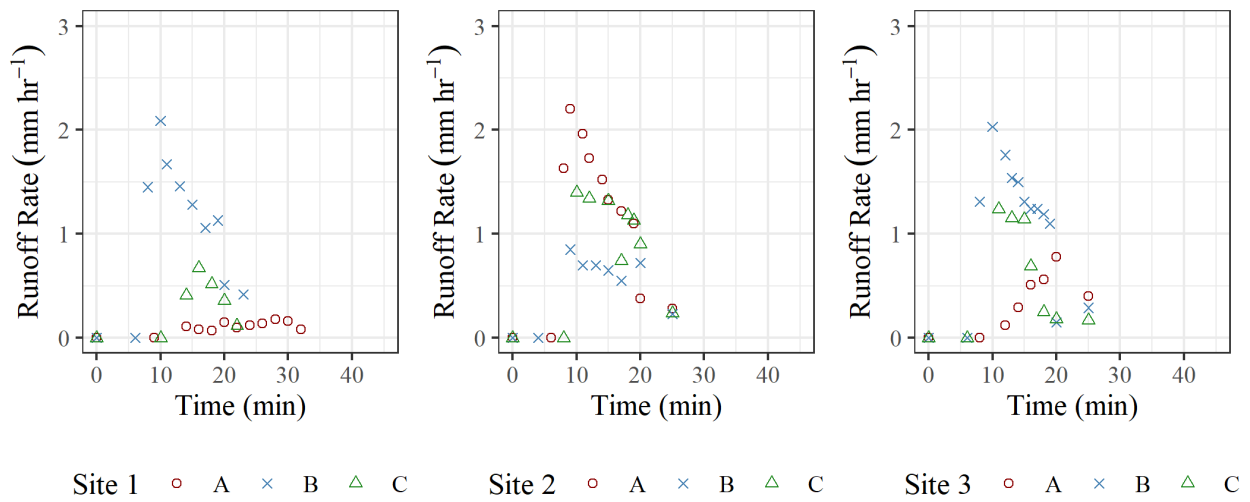 3
2
1
0
Runoff Rate (mm hr⁻¹)
0 10 20 30 40
Time (min)
Site 1 A B C
3
2
1
0
Runoff Rate (mm hr⁻¹)
0 10 20 30 40
Time (min)
Site 2 A B C
3
2
1
0
Runoff Rate (mm hr⁻¹)
0 10 20 30 40
Time (min)
Site 3 A B C